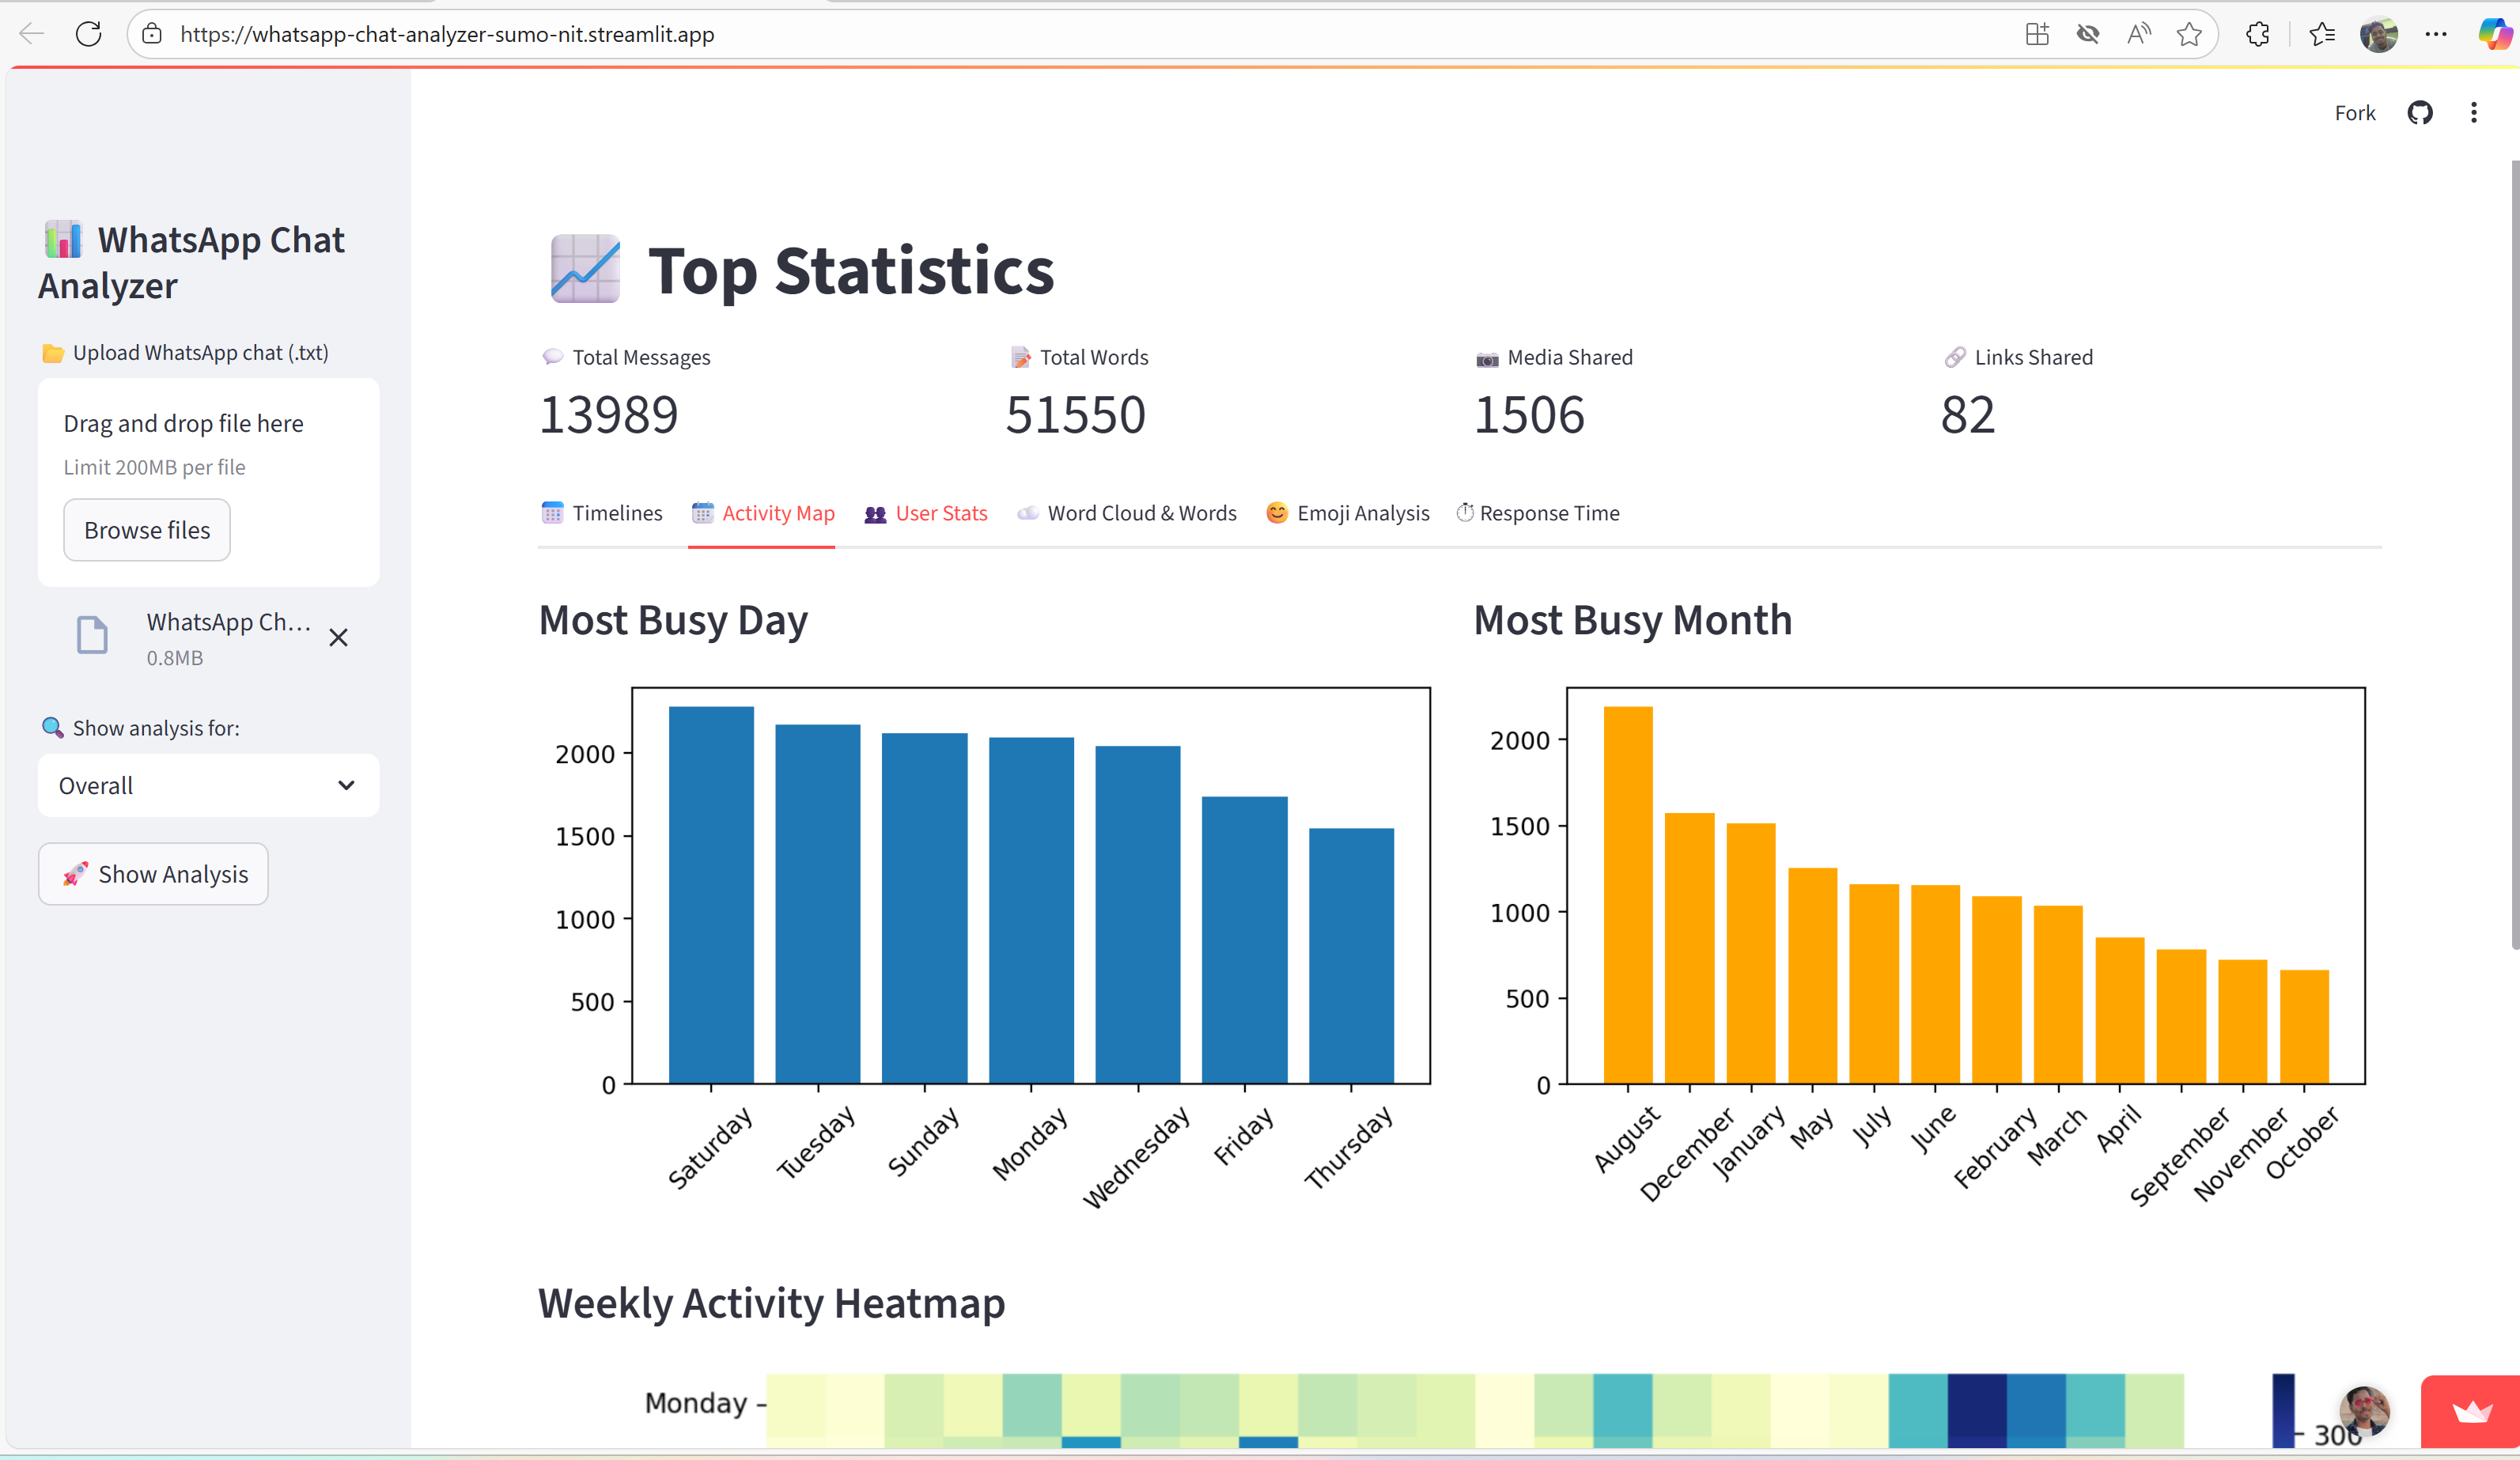 https://whatsapp-chat-analyzer-sumo-nit.streamlit.app
Fork
WhatsApp Chat
Analyzer
Upload WhatsApp chat (.txt)
Drag and drop file here
Limit 200MB per file
Browse files
WhatsApp Ch...
0.8MB
Show analysis for:
Overall
Show Analysis
Top Statistics
Total Messages
13989
Total Words
51550
Media Shared
1506
Links Shared
82
Timelines
Activity Map
User Stats
Word Cloud & Words
Emoji Analysis
Response Time
Most Busy Day
2000
1500
1000
500
0
Saturday
Tuesday
Sunday
Monday
Wednesday
Friday
Thursday
Most Busy Month
2000
1500
1000
500
0
August
December
January
May
July
June
February
March
April
September
November
October
Weekly Activity Heatmap
Monday
300